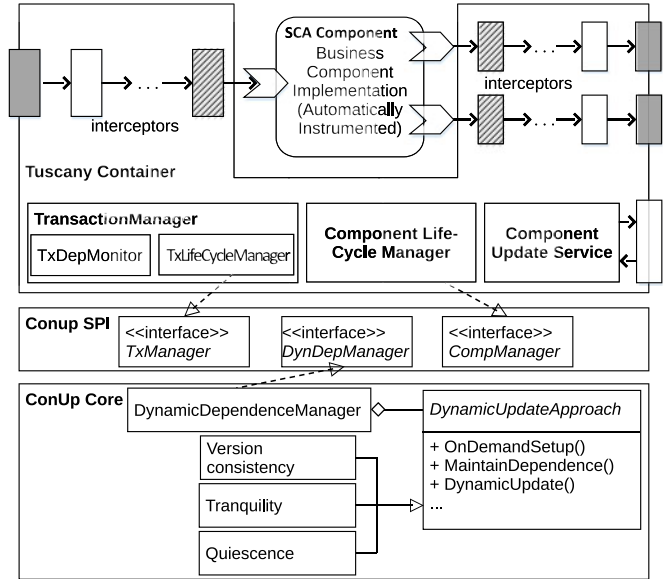 SCA Component
Business
Component
Implementation
(Automatically
Instrumented)
...
interceptors
...
interceptors
...
Tuscany Container
TransactionManager
TxDepMonitor
TxLifeCycleManager
Component Life-
Cycle Manager
Component
Update Service
Conup SPI
<<interface>>
TxManager
<<interface>>
DynDepManager
<<interface>>
CompManager
ConUp Core
DynamicDependenceManager
DynamicUpdateApproach
+ OnDemandSetup()
+ MaintainDependence()
+ DynamicUpdate()
...
Version
consistency
Tranquility
Quiescence